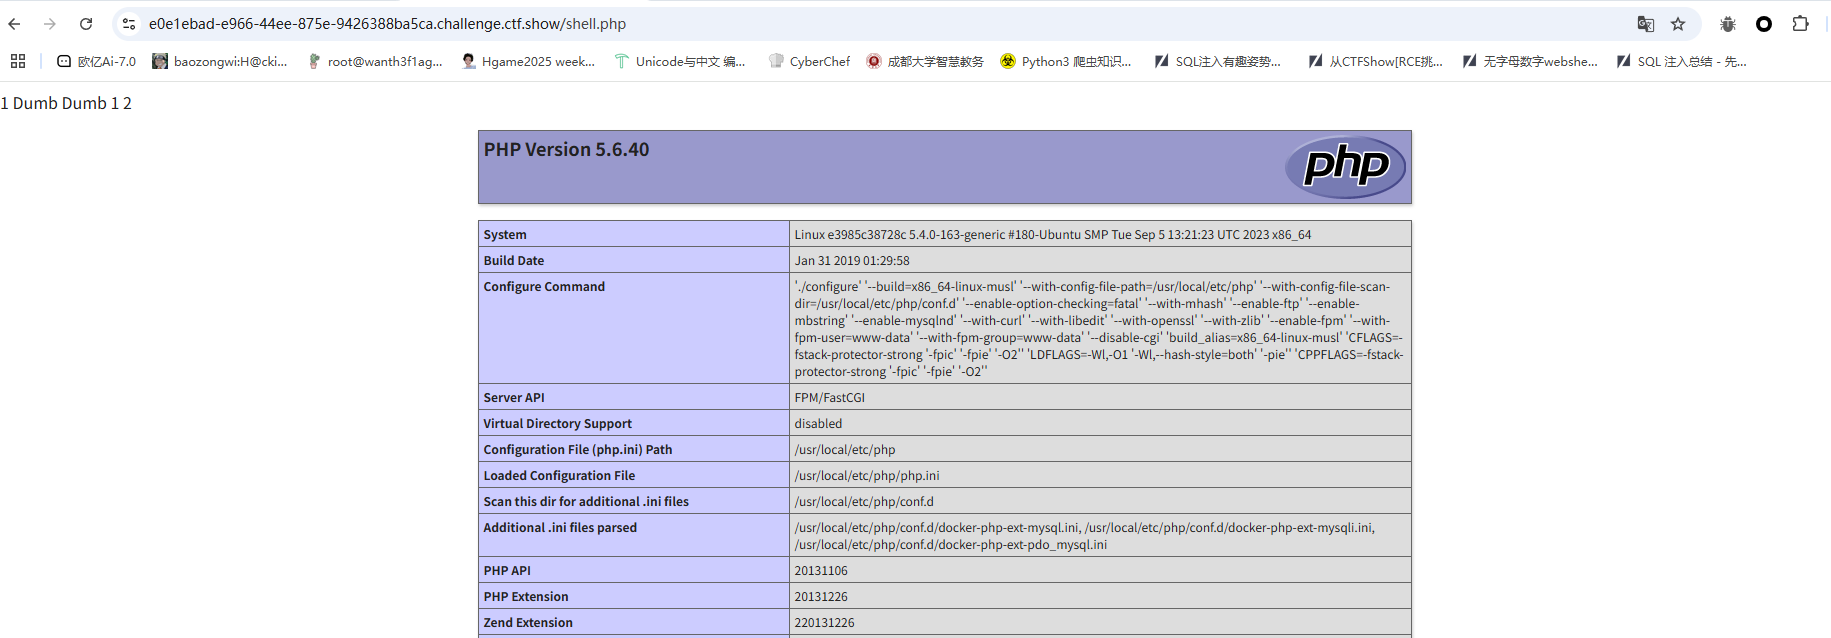 e0e1ebad-e966-44ee-875e-9426388ba5ca.challenge.ctf.show/shell.php
欧亿Ai-7.0 baozongwi:H@cki... root@wanth3f1ag... Hgame2025 week... Unicode与中文 编... CyberChef 成都大学智慧教务 Python3 爬虫知识... SQL注入有趣姿势... 从CTFShow[RCE挑... 无字母数字webshe... SQL 注入总结 - 先...
1 Dumb Dumb 1 2
PHP Version 5.6.40
php
System Linux e3985c38728c 5.4.0-163-generic #180-Ubuntu SMP Tue Sep 5 13:21:23 UTC 2023 x86_64
Build Date Jan 31 2019 01:29:58
Configure Command './configure' '--build=x86_64-linux-musl' '--with-config-file-path=/usr/local/etc/php' '--with-config-file-scan-
dir=/usr/local/etc/php/conf.d' '--enable-option-checking=fatal' '--with-mhash' '--enable-ftp' '--enable-
mbstring' '--enable-mysqlnd' '--with-curl' '--with-libedit' '--with-openssl' '--with-zlib' '--enable-fpm' '--with-
fpm-user=www-data' '--with-fpm-group=www-data' '--disable-cgi' 'build_alias=x86_64-linux-musl' 'CFLAGS=-
fstack-protector-strong '-fpic' '-fpie' '-O2'' 'LDFLAGS=-Wl,-O1 '-Wl,--hash-style=both' '-pie'' 'CPPFLAGS=-fstack-
protector-strong '-fpic' '-fpie' '-O2''
Server API FPM/FastCGI
Virtual Directory Support disabled
Configuration File (php.ini) Path /usr/local/etc/php
Loaded Configuration File /usr/local/etc/php/php.ini
Scan this dir for additional .ini files /usr/local/etc/php/conf.d
Additional .ini files parsed /usr/local/etc/php/conf.d/docker-php-ext-mysql.ini, /usr/local/etc/php/conf.d/docker-php-ext-mysqli.ini,
/usr/local/etc/php/conf.d/docker-php-ext-pdo_mysql.ini
PHP API 20131106
PHP Extension 20131226
Zend Extension 220131226